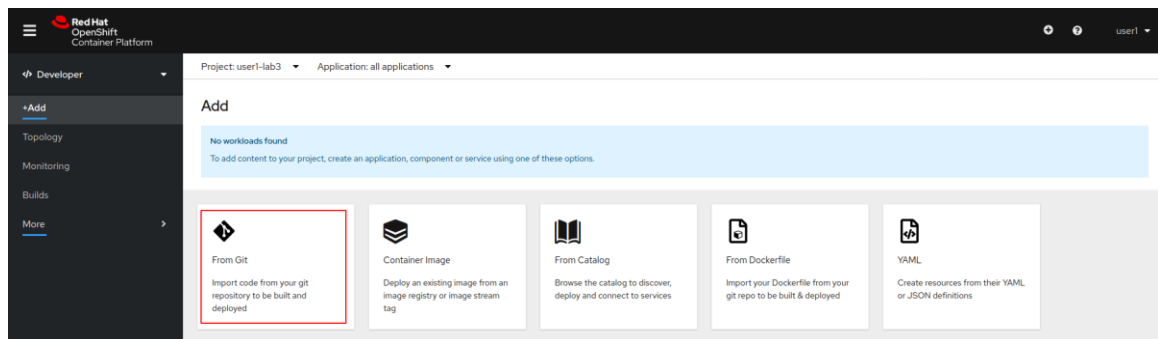 Red Hat
OpenShift
Container Platform
user1
Developer
Project: user1-lab3 Application: all applications
+Add
Topology
Monitoring
Builds
More
Add
No workloads found
To add content to your project, create an application, component or service using one of these options.
From Git
Import code from your git
repository to be built and
deployed
Container Image
Deploy an existing image from an
image registry or image stream
tag
From Catalog
Browse the catalog to discover,
deploy and connect to services
From Dockerfile
Import your Dockerfile from your
git repo to be built & deployed
YAML
Create resources from their YAML
or JSON definitions